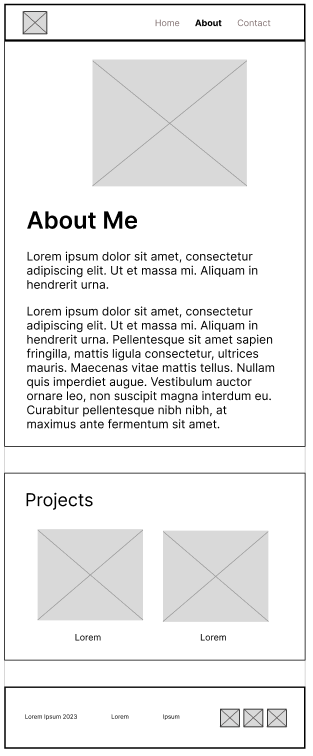 Home About Contact
About Me
Lorem ipsum dolor sit amet, consectetur
adipiscing elit. Ut et massa mi. Aliquam in
hendrerit urna.
Lorem ipsum dolor sit amet, consectetur
adipiscing elit. Ut et massa mi. Aliquam in
hendrerit urna. Pellentesque sit amet sapien
fringilla, mattis ligula consectetur, ultrices
mauris. Maecenas vitae mattis tellus. Nullam
quis imperdiet augue. Vestibulum auctor
ornare leo, non suscipit magna interdum eu.
Curabitur pellentesque nibh nibh, at
maximus ante fermentum sit amet.
Projects
Lorem Lorem
Lorem Ipsum 2023 Lorem Ipsum